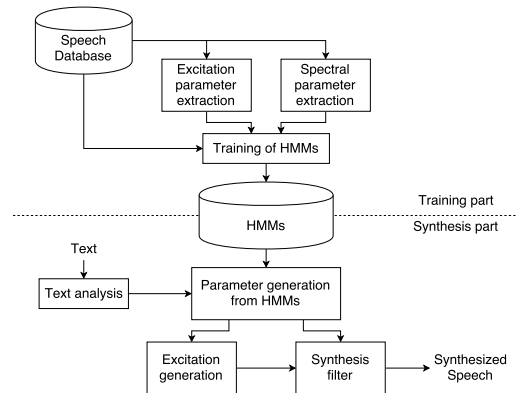 Speech
Database
Excitation
parameter
extraction
Spectral
parameter
extraction
Training of HMMs
Training part
HMMs
Synthesis part
Text
Text analysis
Parameter generation
from HMMs
Excitation
generation
Synthesis
filter
Synthesized
Speech